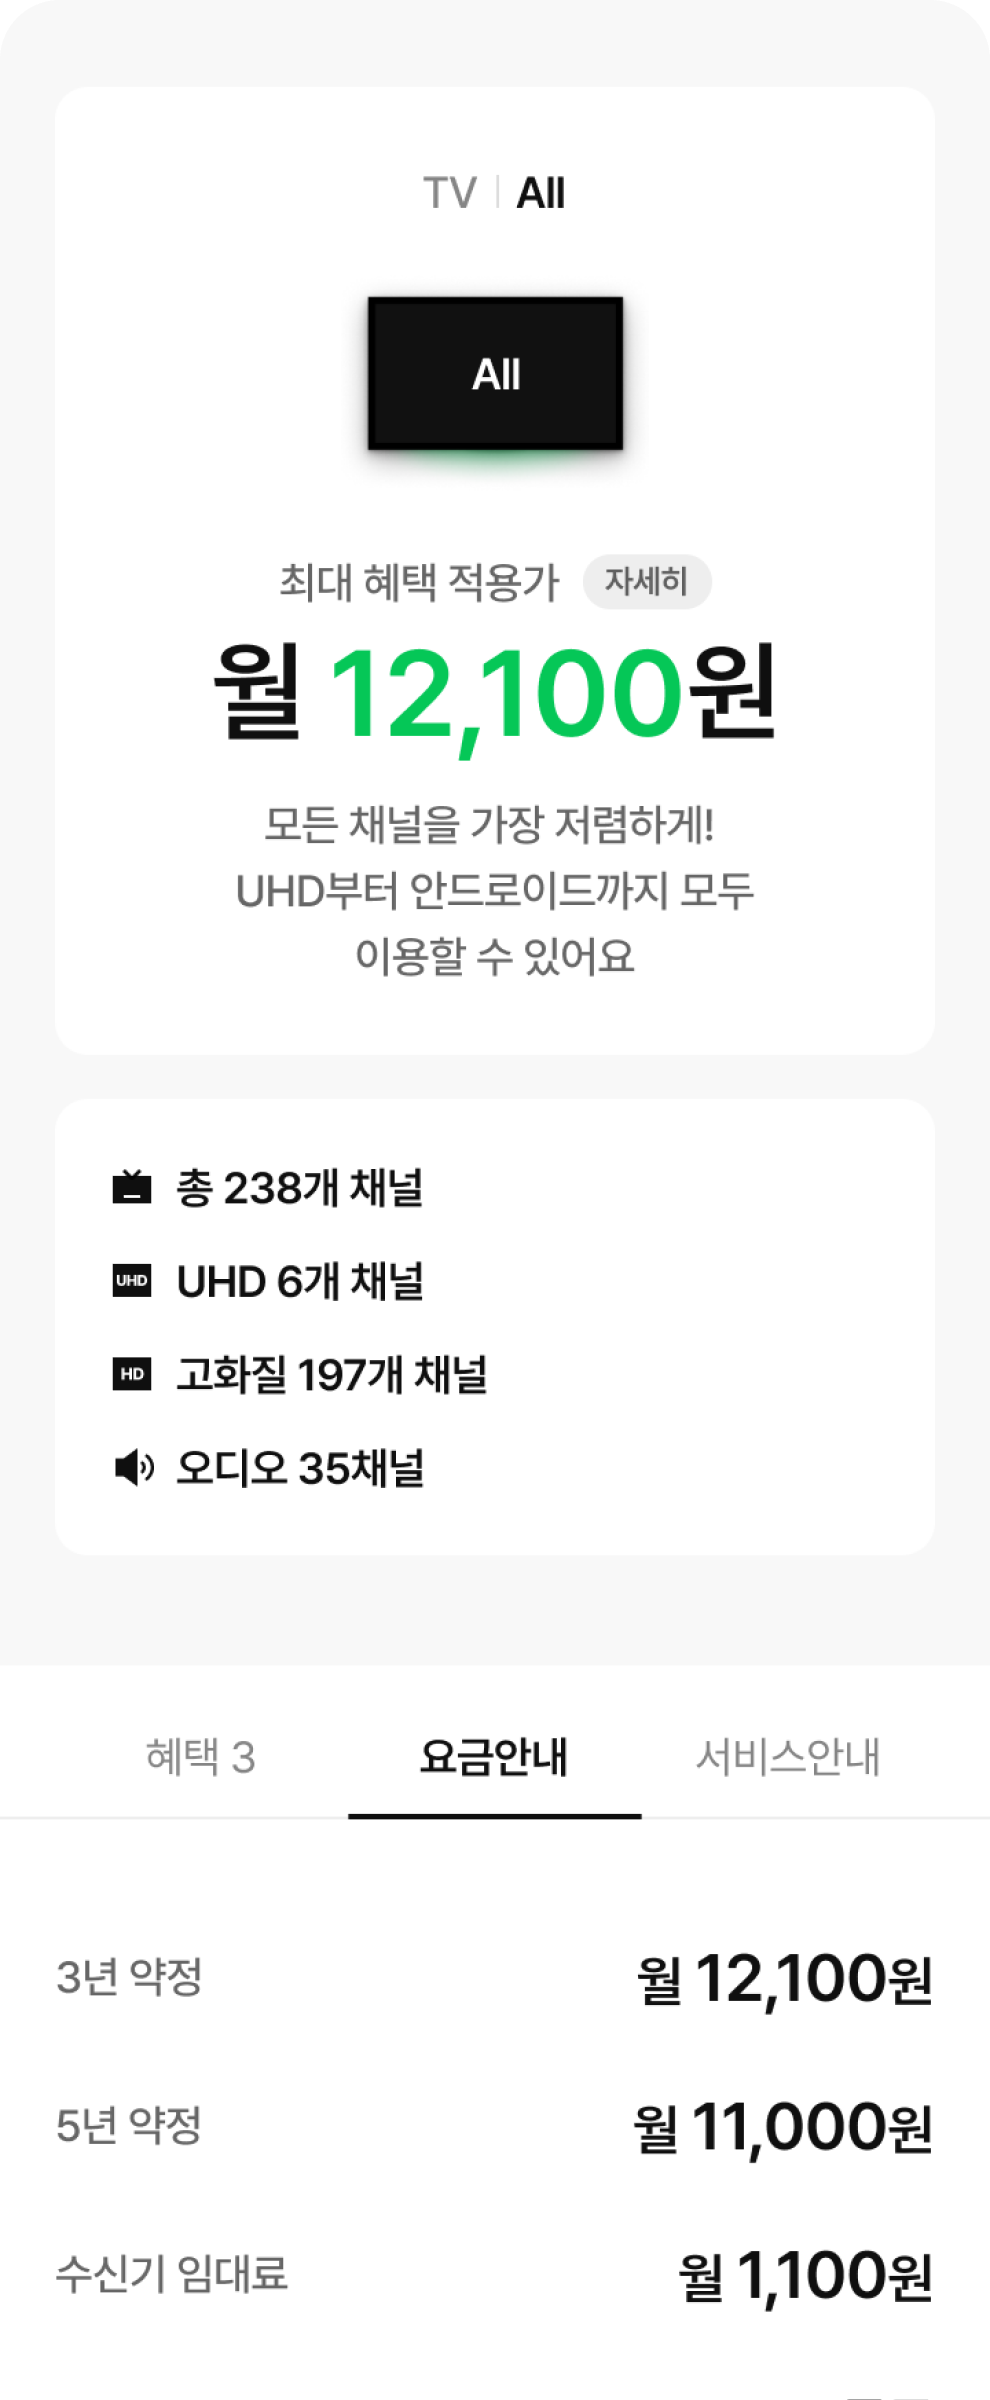 TV | All
All
최대 혜택 적용가 자세히
월 12,100원
모든 채널을 가장 저렴하게!
UHD부터 안드로이드까지 모두
이용할 수 있어요
총 238개 채널
UHD UHD 6개 채널
HD 고화질 197개 채널
오디오 35채널
혜택 3 요금안내 서비스안내
3년 약정 월 12,100원
5년 약정 월 11,000원
수신기 임대료 월 1,100원